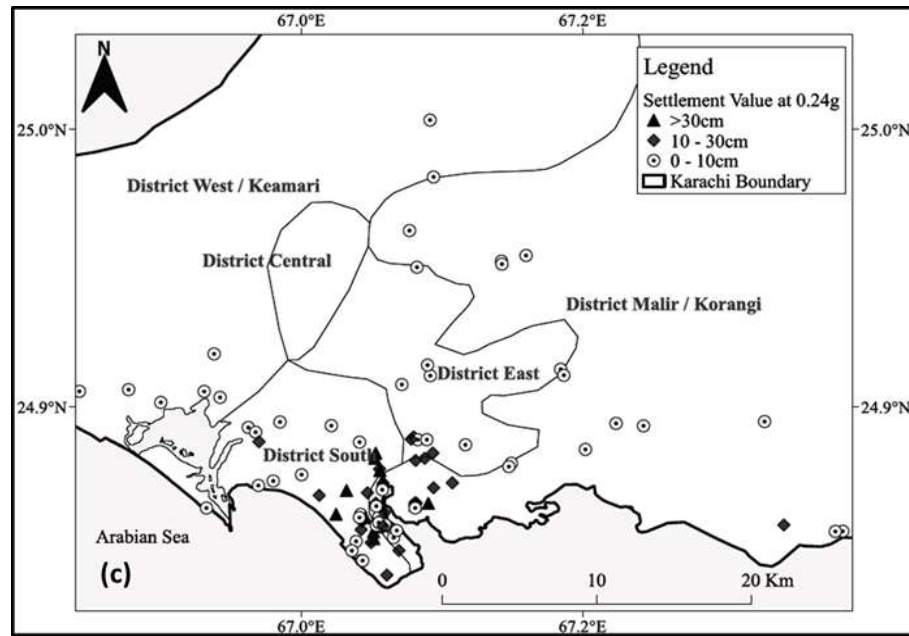 67.0°E 67.2°E
N
Legend
Settlement Value at 0.24g
>30cm
10 - 30cm
0 - 10cm
Karachi Boundary
25.0°N 25.0°N
District West / Keamari
District Central
District Malir / Korangi
District East
24.9°N 24.9°N
District South
Arabian Sea
(c)
0 10 20 Km
67.0°E 67.2°E